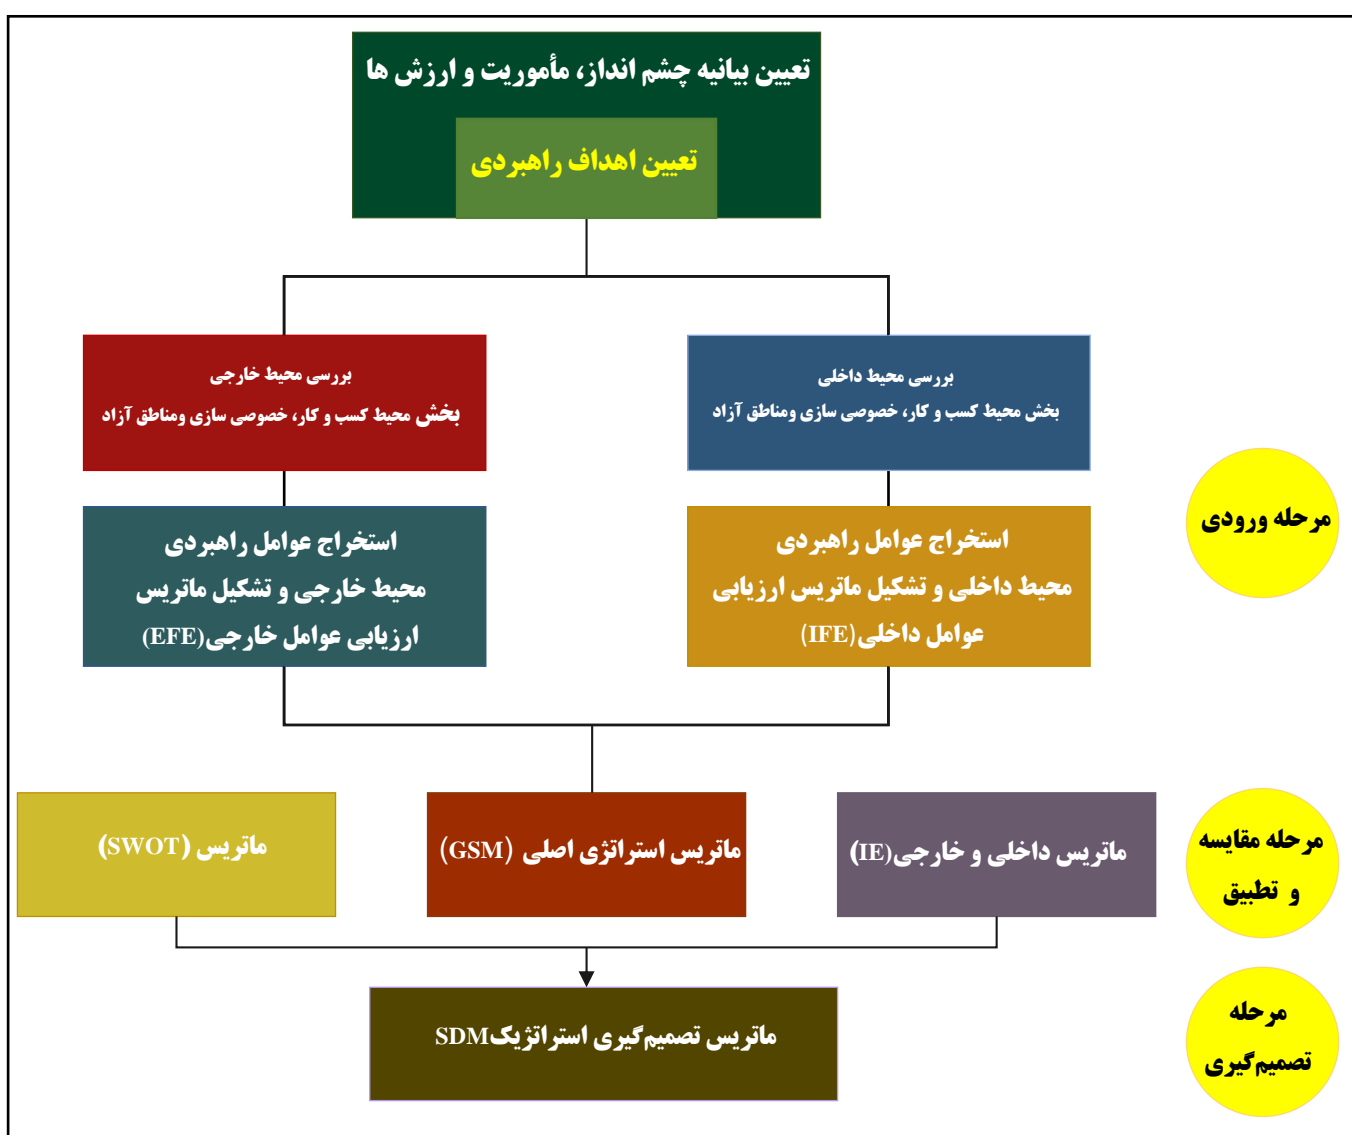 تعیین بیانیه چشم انداز، مأموریت و ارزش ها
تعیین اهداف راهبردی
بررسی محیط داخلی
بخش محیط کسب و کار، خصوصی سازی ومناطق آزاد
بررسی محیط خارجی
بخش محیط کسب و کار، خصوصی سازی ومناطق آزاد
مرحله ورودی
استخراج عوامل راهبردی
محیط داخلی و تشکیل ماتریس ارزیابی
عوامل داخلی(IFE)
استخراج عوامل راهبردی
محیط خارجی و تشکیل ماتریس
ارزیابی عوامل خارجی(EFE)
مرحله مقایسه
و تطبیق
ماتریس داخلی و خارجی(IE)
ماتریس استراتژی اصلی (GSM)
ماتریس (SWOT)
مرحله
تصمیم‌گیری
ماتریس تصمیم‌گیری استراتژیکSDM